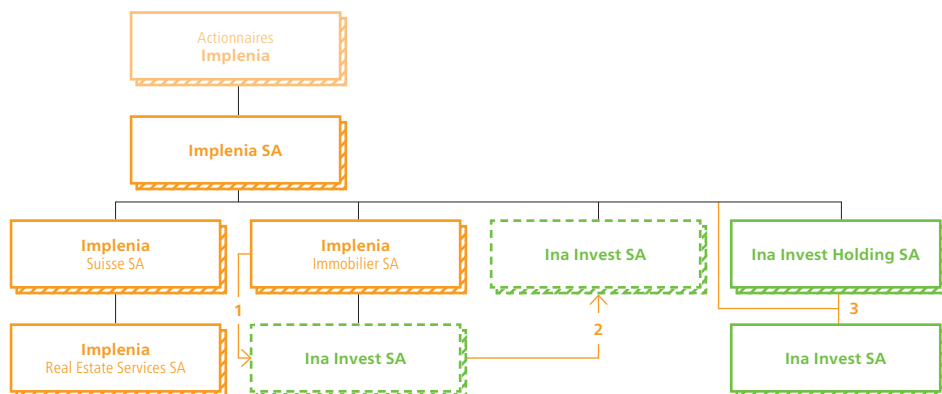 Actionnaires
Implenia
Implenia SA
Implenia
Suisse SA
Implenia
Immobilier SA
Ina Invest SA
Ina Invest Holding SA
1
2
3
Implenia
Real Estate Services SA
Ina Invest SA
Ina Invest SA